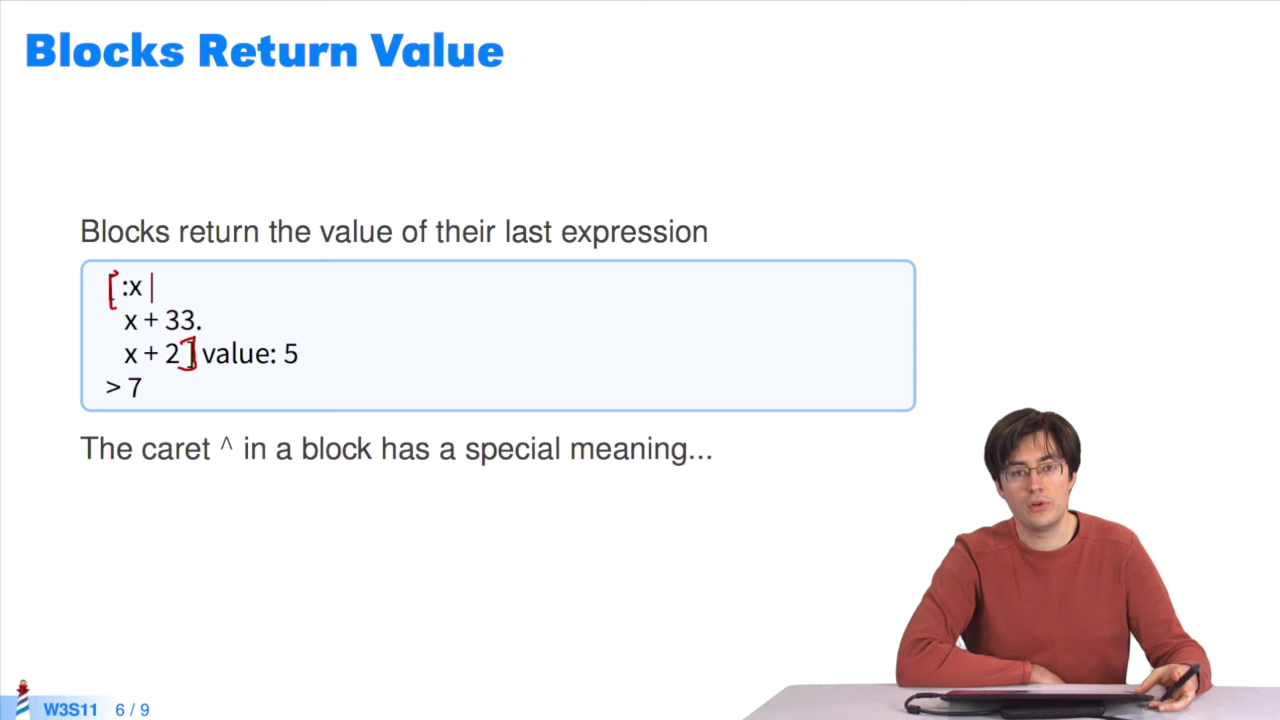 Blocks Return Value
Blocks return the value of their last expression
[ :x |
x + 33.
x + 2 ] value: 5
> 7
The caret ^ in a block has a special meaning...
W3S11 6 / 9